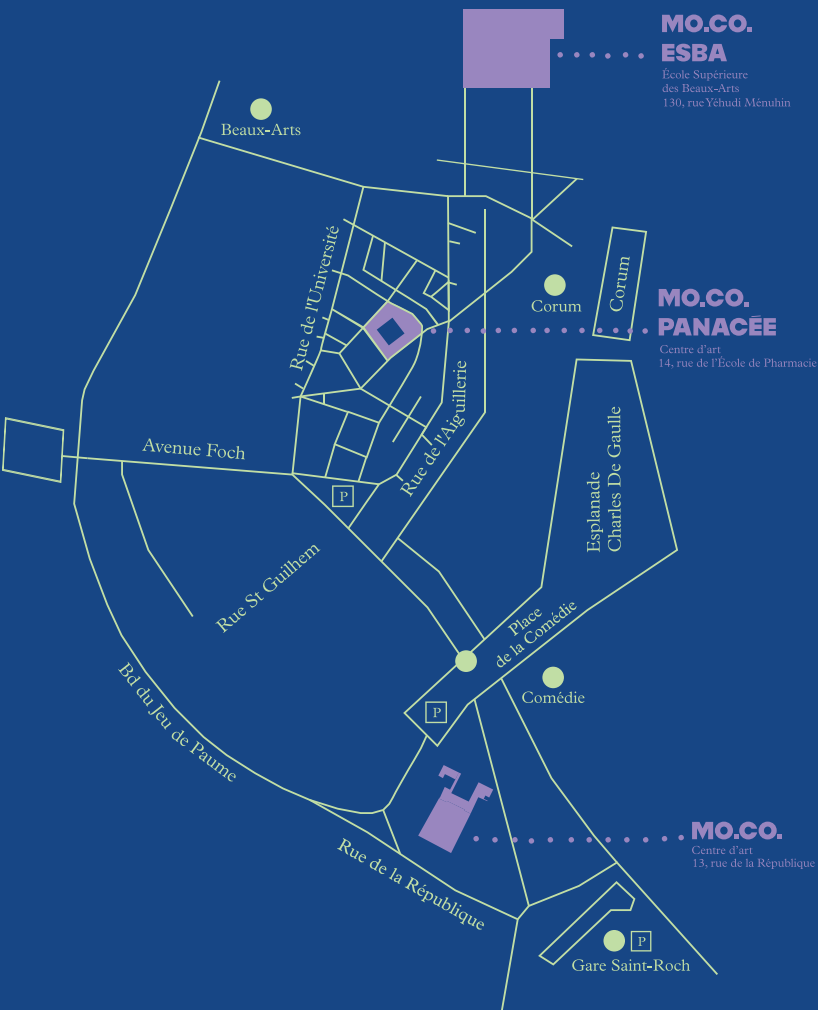 MO.CO.
ESBA
École Supérieure
des Beaux-Arts
130, rue Yéhudi Ménuhin
Beaux-Arts
Rue de l'Université
Corum
Corum
MO.CO.
PANACÉE
Centre d'art
14, rue de l'École de Pharmacie
Rue de l'Aiguillerie
Avenue Foch
P
Esplanade
Charles De Gaulle
Rue St Guilhem
Place
de la Comédie
Comédie
P
Bd du Jeu de Paume
MO.CO.
Centre d'art
13, rue de la République
Rue de la République
P
Gare Saint-Roch